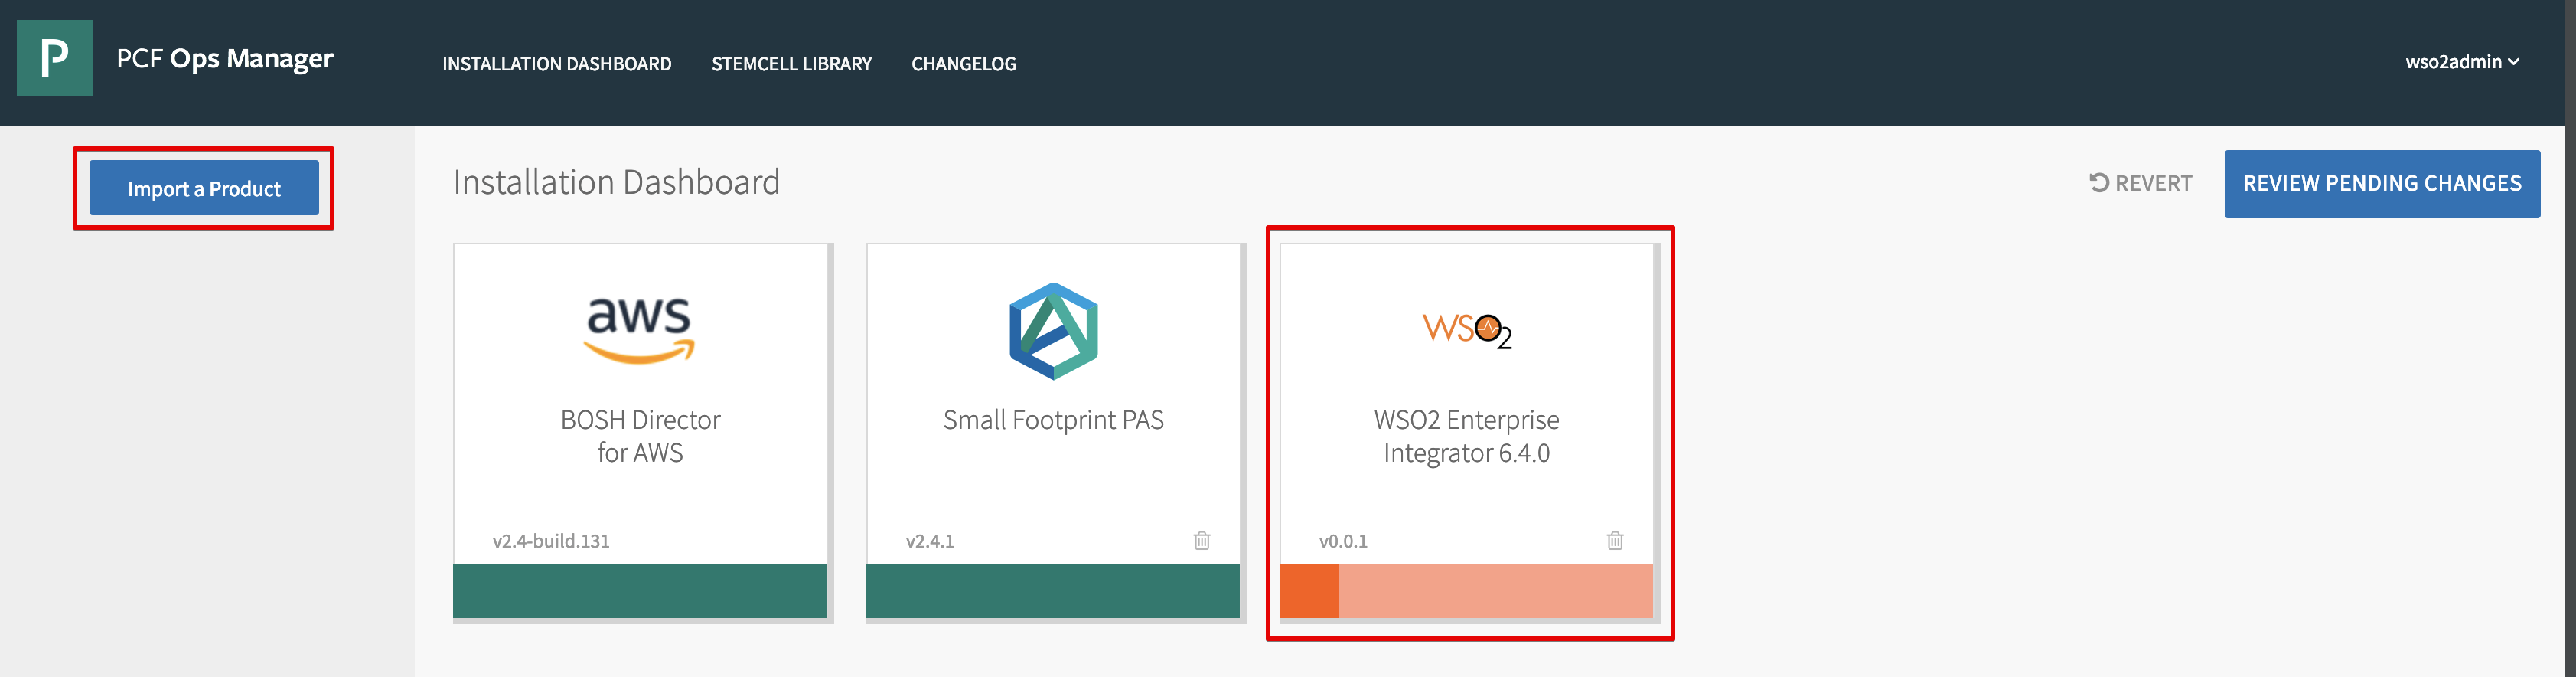 P
PCF Ops Manager
INSTALLATION DASHBOARD
STEMCELL LIBRARY
CHANGELOG
wso2admin
Import a Product
Installation Dashboard
REVERT
REVIEW PENDING CHANGES
aws
BOSH Director
for AWS
v2.4-build.131
Small Footprint PAS
v2.4.1
WSO2
WSO2 Enterprise
Integrator 6.4.0
v0.0.1